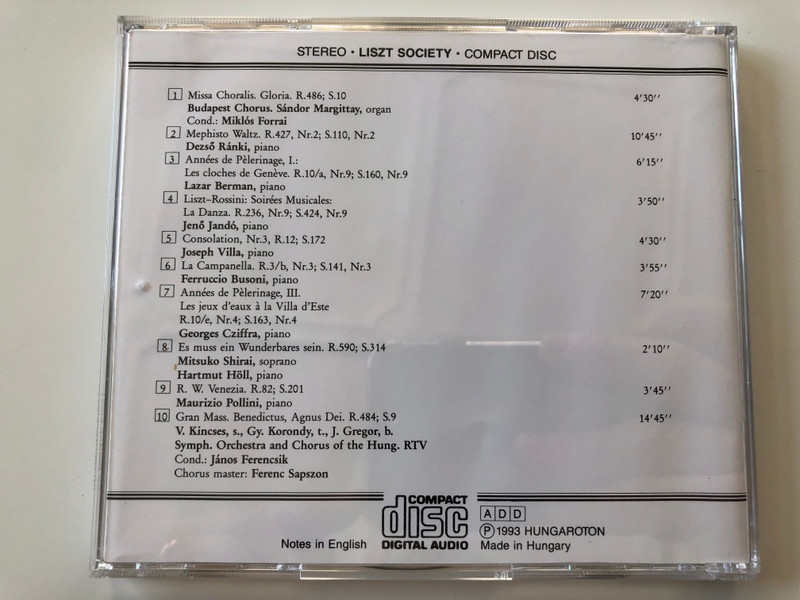 STEREO • LISZT SOCIETY • COMPACT DISC
1 Missa Choralis. Gloria. R.486; S.10 4'30''
Budapest Chorus. Sándor Margittay, organ
Cond.: Miklós Forrai
2 Mephisto Waltz. R.427, Nr.2; S.110, Nr.2 10'45''
Dezső Ránki, piano
3 Années de Pèlerinage, I.: 6'15''
Les cloches de Genève. R.10/a, Nr.9; S.160, Nr.9
Lazar Berman, piano
4 Liszt–Rossini: Soirées Musicales: 3'50''
La Danza. R.236, Nr.9; S.424, Nr.9
Jenő Jandó, piano
5 Consolation, Nr.3, R.12; S.172 4'30''
Joseph Villa, piano
6 La Campanella. R.3/b, Nr.3; S.141, Nr.3 3'55''
Ferruccio Busoni, piano
7 Années de Pèlerinage, III. 7'20''
Les jeux d'eaux à la Villa d'Este
R.10/e, Nr.4; S.163, Nr.4
Georges Cziffra, piano
8 Es muss ein Wunderbares sein. R.590; S.314 2'10''
Mitsuko Shirai, soprano
Hartmut Höll, piano
9 R. W. Venezia. R.82; S.201 3'45''
Maurizio Pollini, piano
10 Gran Mass. Benedictus, Agnus Dei. R.484; S.9 14'45''
V. Kincses, s., Gy. Korondy, t., J. Gregor, b.
Symph. Orchestra and Chorus of the Hung. RTV
Cond.: János Ferencsik
Chorus master: Ferenc Sapszon
COMPACT
disc
DIGITAL AUDIO
ADD
Ⓟ1993 HUNGAROTON
Notes in English
Made in Hungary